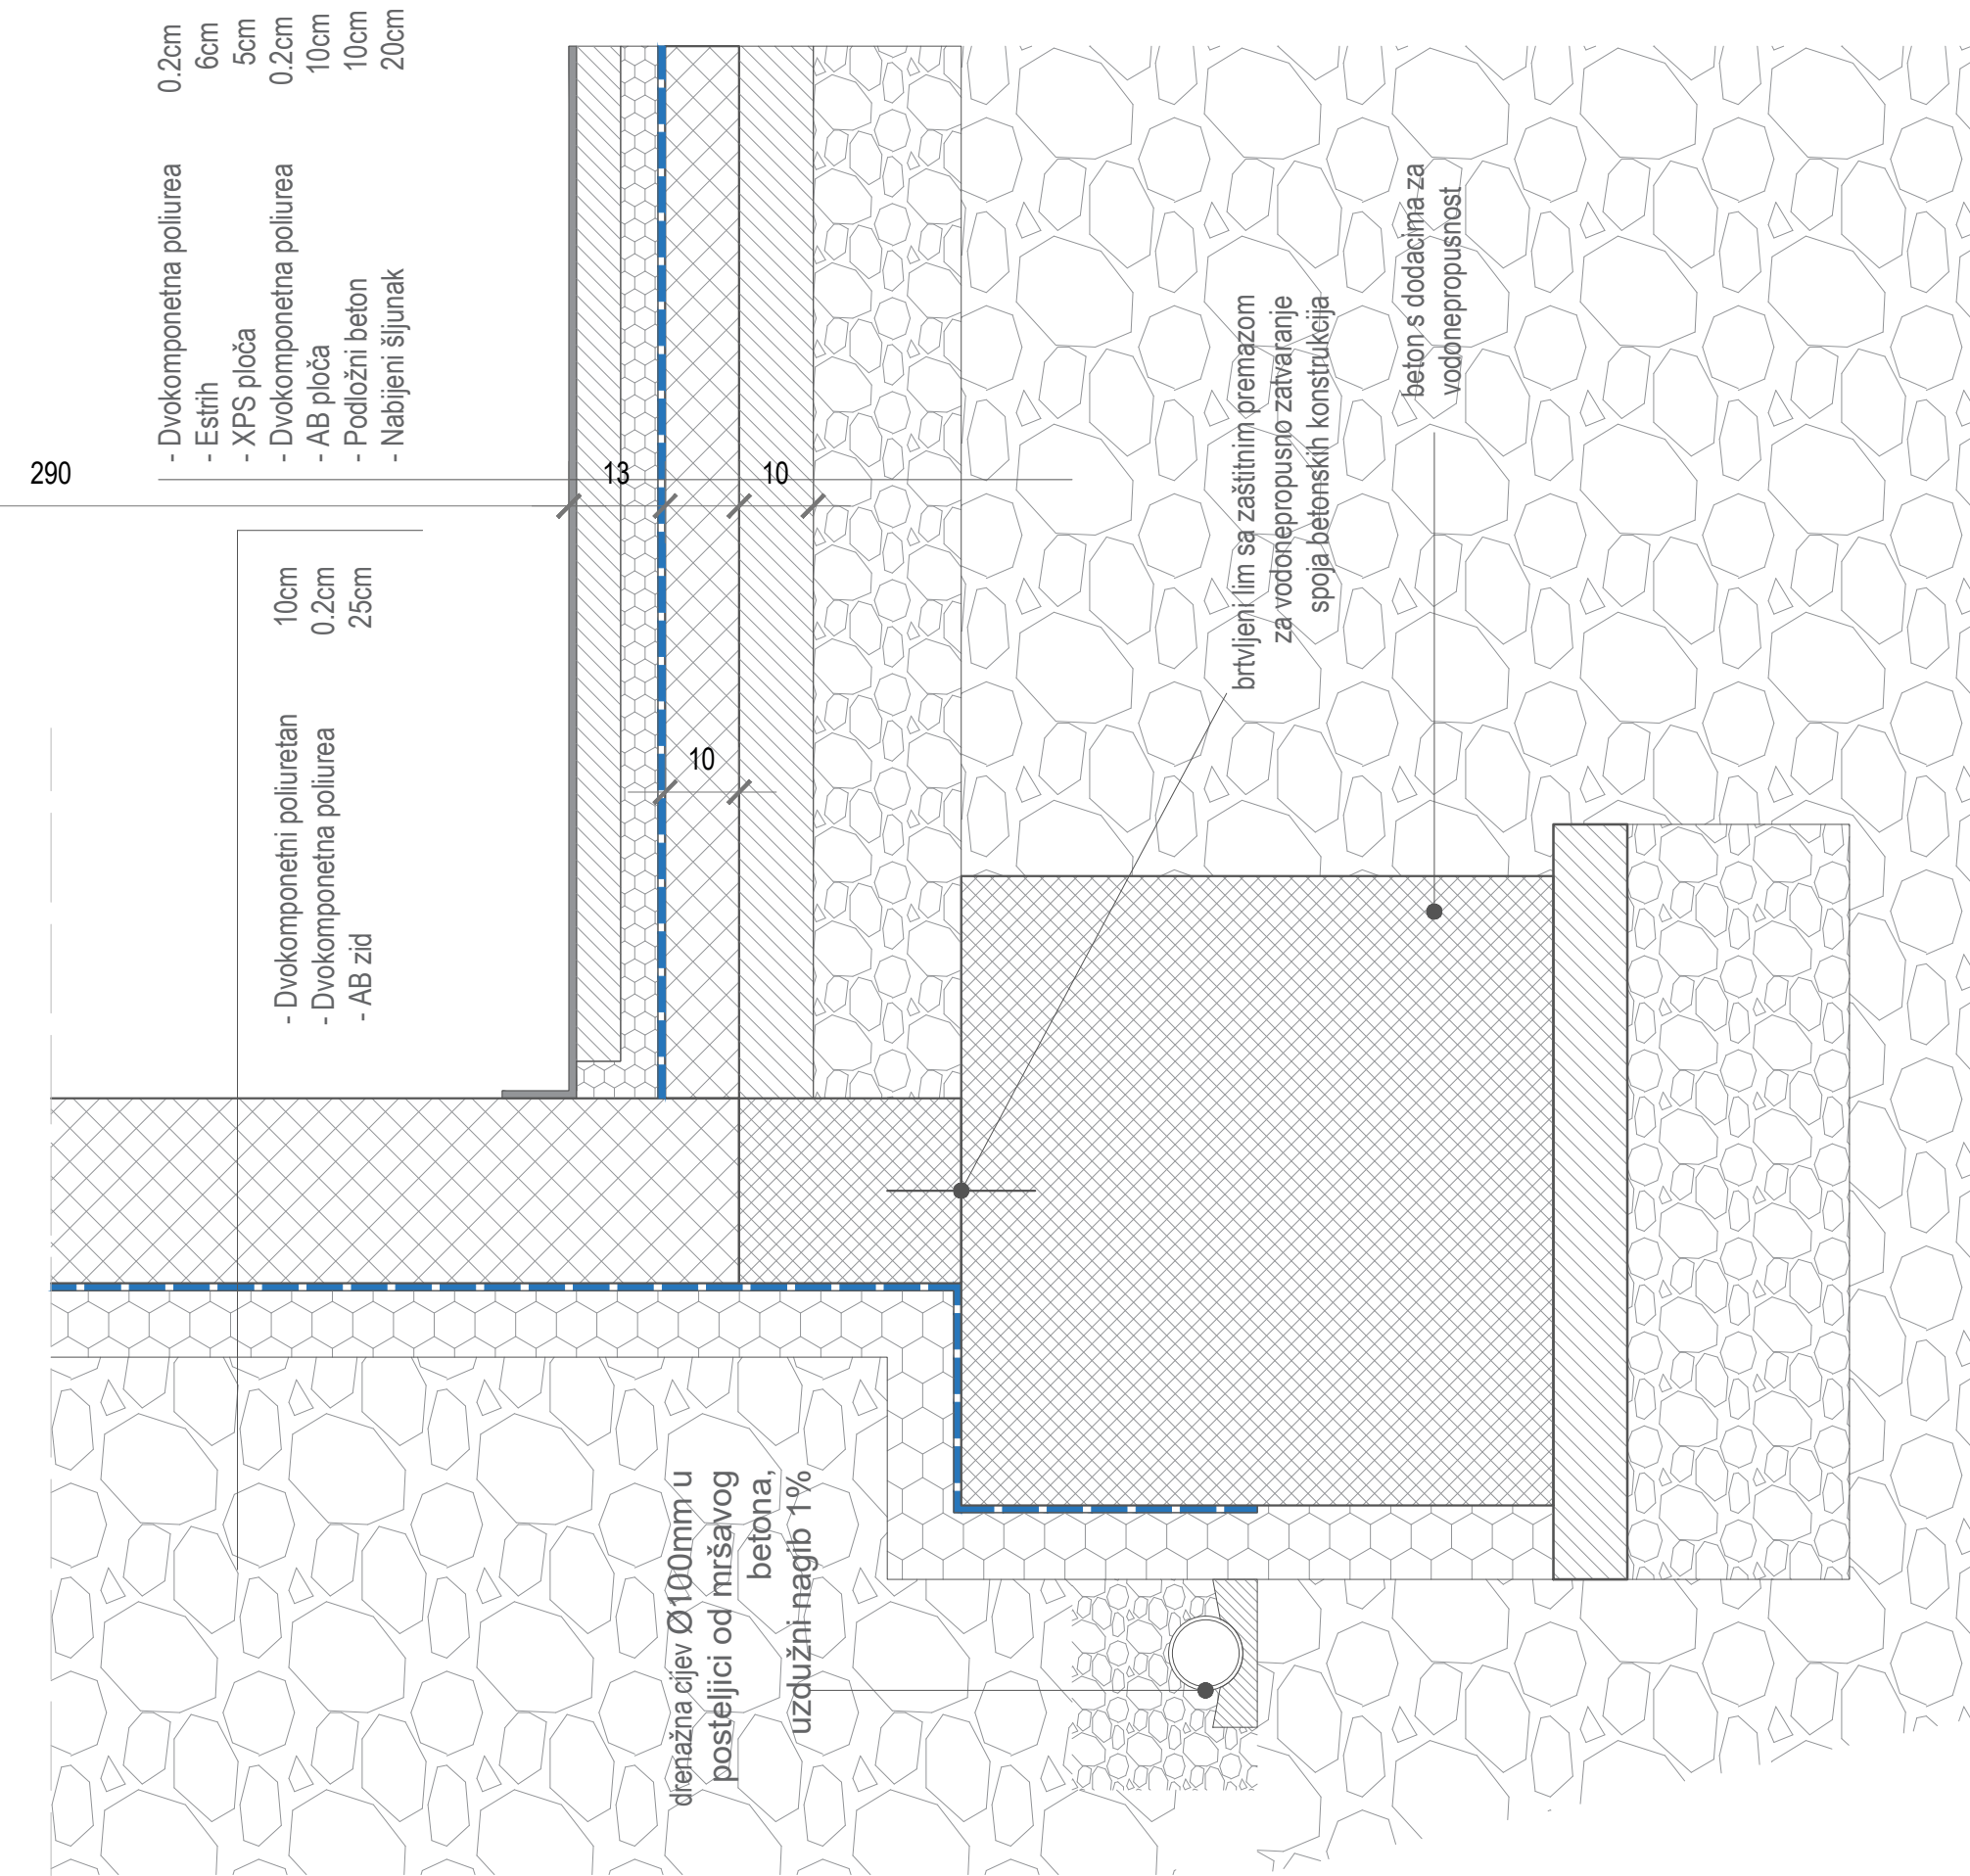 - Dvokomponetna poliurea 0.2cm
- Estrih 6cm
- XPS ploča 5cm
- Dvokomponetna poliurea 0.2cm
- AB ploča 10cm
- Podložni beton 10cm
- Nabijeni šljunak 20cm
290
13
10
10
- Dvokomponetni poliuretan 10cm
- Dvokomponetna poliurea 0.2cm
- AB zid 25cm
brtvljeni lim sa zaštitnim premazom
za vodonepropusno zatvaranje
spoja betonskih konstrukcija
beton s dodacima za
vodonepropusnost
drenažna cijev Ø100mm u
posteljici od mršavog
betona,
uzdužni nagib 1%